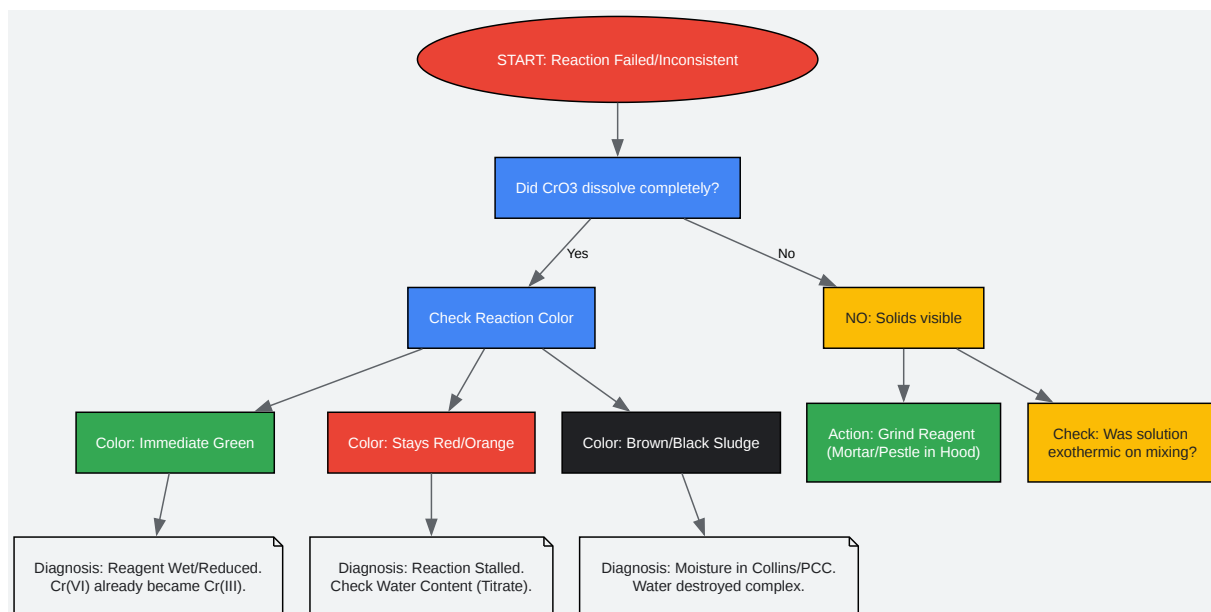 START: Reaction Failed/Inconsistent
Did CrO3 dissolve completely?
Yes
No
Check Reaction Color
NO: Solids visible
Color: Immediate Green
Color: Stays Red/Orange
Color: Brown/Black Sludge
Action: Grind Reagent
(Mortar/Pestle in Hood)
Check: Was solution
exothermic on mixing?
Diagnosis: Reagent Wet/Reduced.
Cr(VI) already became Cr(III).
Diagnosis: Reaction Stalled.
Check Water Content (Titrate).
Diagnosis: Moisture in Collins/PCC.
Water destroyed complex.